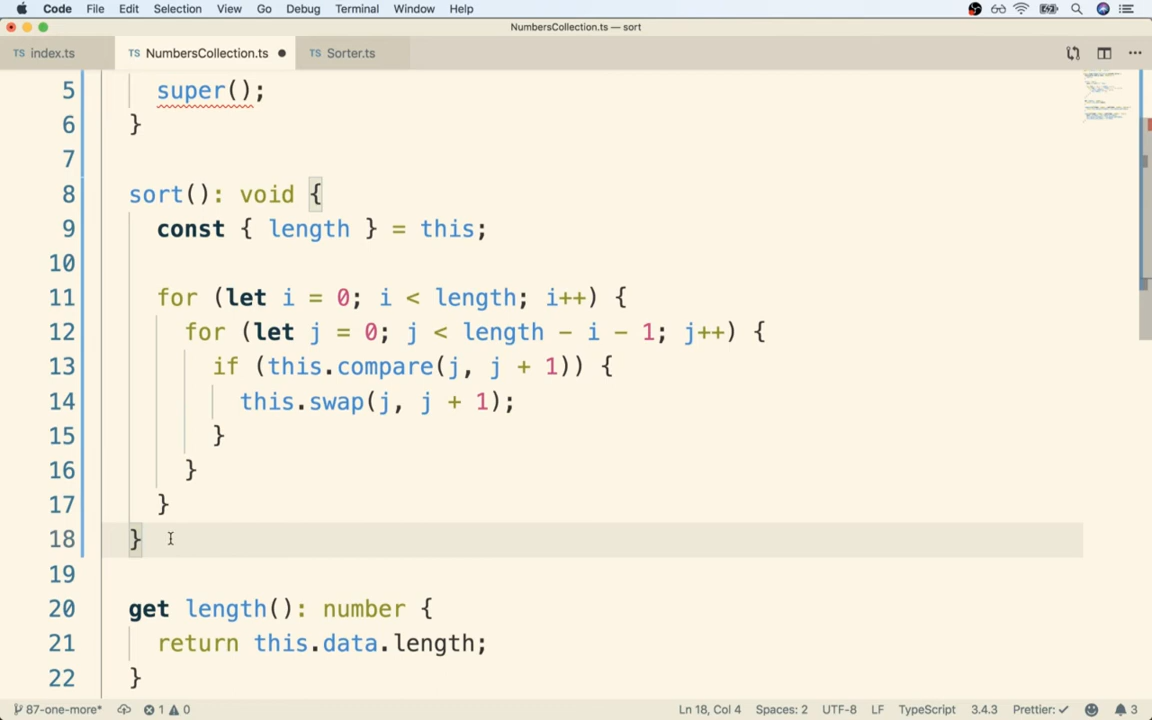 Code File Edit Selection View Go Debug Terminal Window Help
NumbersCollection.ts — sort
TS index.ts TS NumbersCollection.ts TS Sorter.ts
5 super();
6 }
7
8 sort(): void {
9 const { length } = this;
10
11 for (let i = 0; i < length; i++) {
12 for (let j = 0; j < length - i - 1; j++) {
13 if (this.compare(j, j + 1)) {
14 this.swap(j, j + 1);
15 }
16 }
17 }
18 }
19
20 get length(): number {
21 return this.data.length;
22 }
87-one-more* 1 0 Ln 18, Col 4 Spaces: 2 UTF-8 LF TypeScript 3.4.3 Prettier: ✓ 3